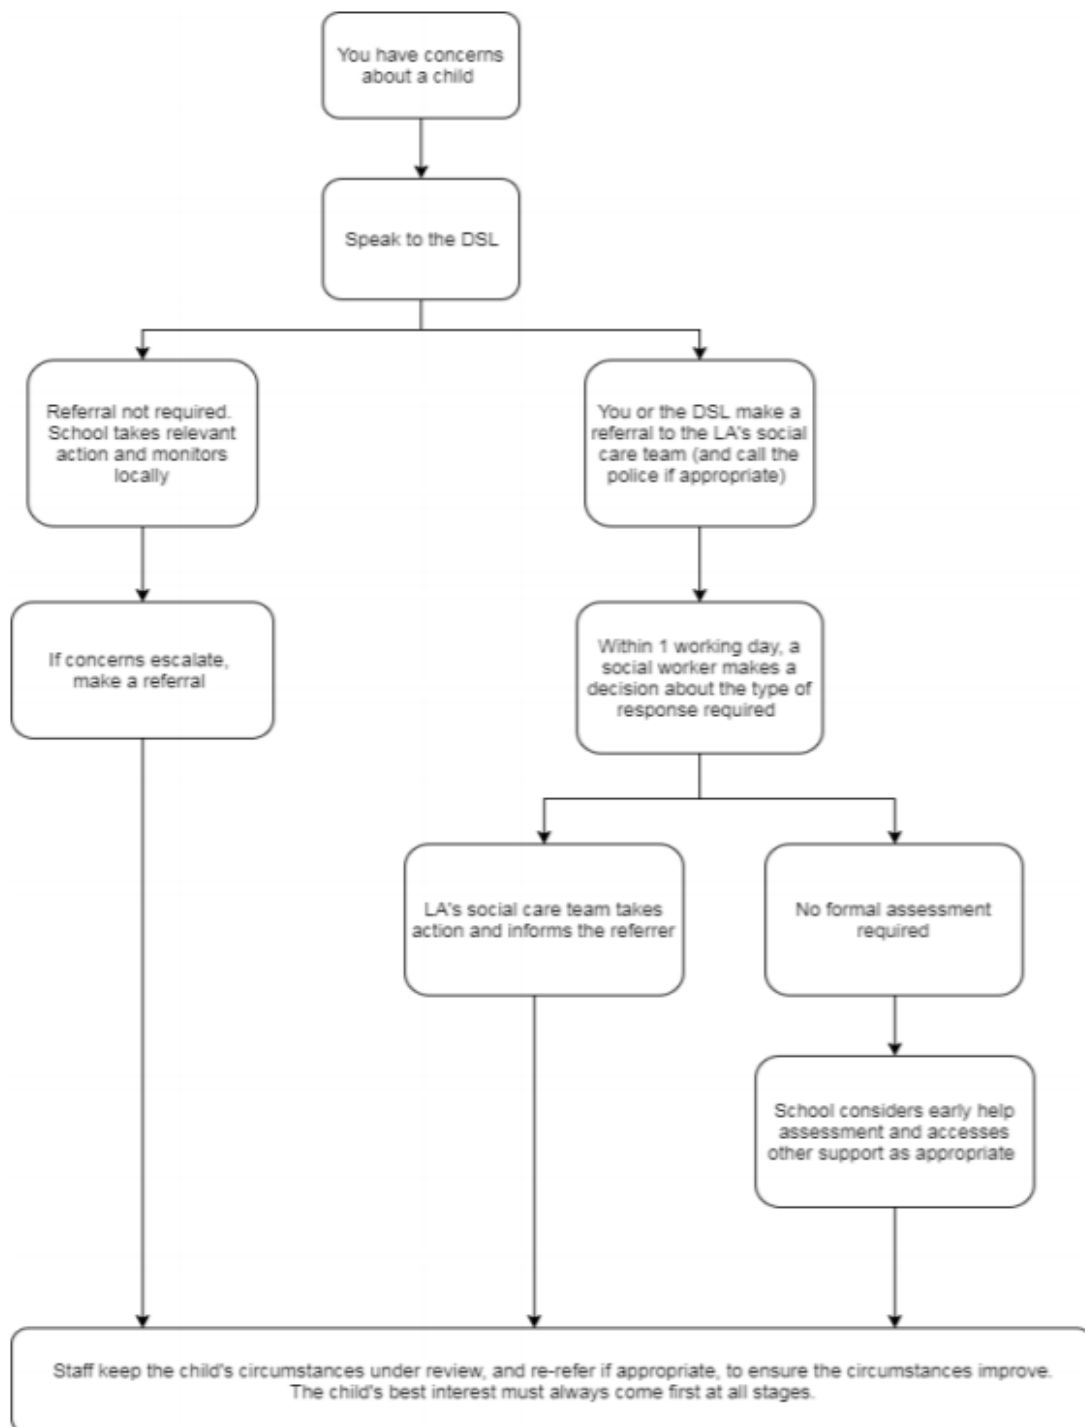 You have concerns
about a child
Speak to the DSL
Referral not required.
School takes relevant
action and monitors
locally
You or the DSL make a
referral to the LA's social
care team (and call the
police if appropriate)
If concerns escalate,
make a referral
Within 1 working day, a
social worker makes a
decision about the type of
response required
LA's social care team takes
action and informs the referrer
No formal assessment
required
School considers early help
assessment and accesses
other support as appropriate
Staff keep the child's circumstances under review, and re-refer if appropriate, to ensure the circumstances improve.
The child's best interest must always come first at all stages.